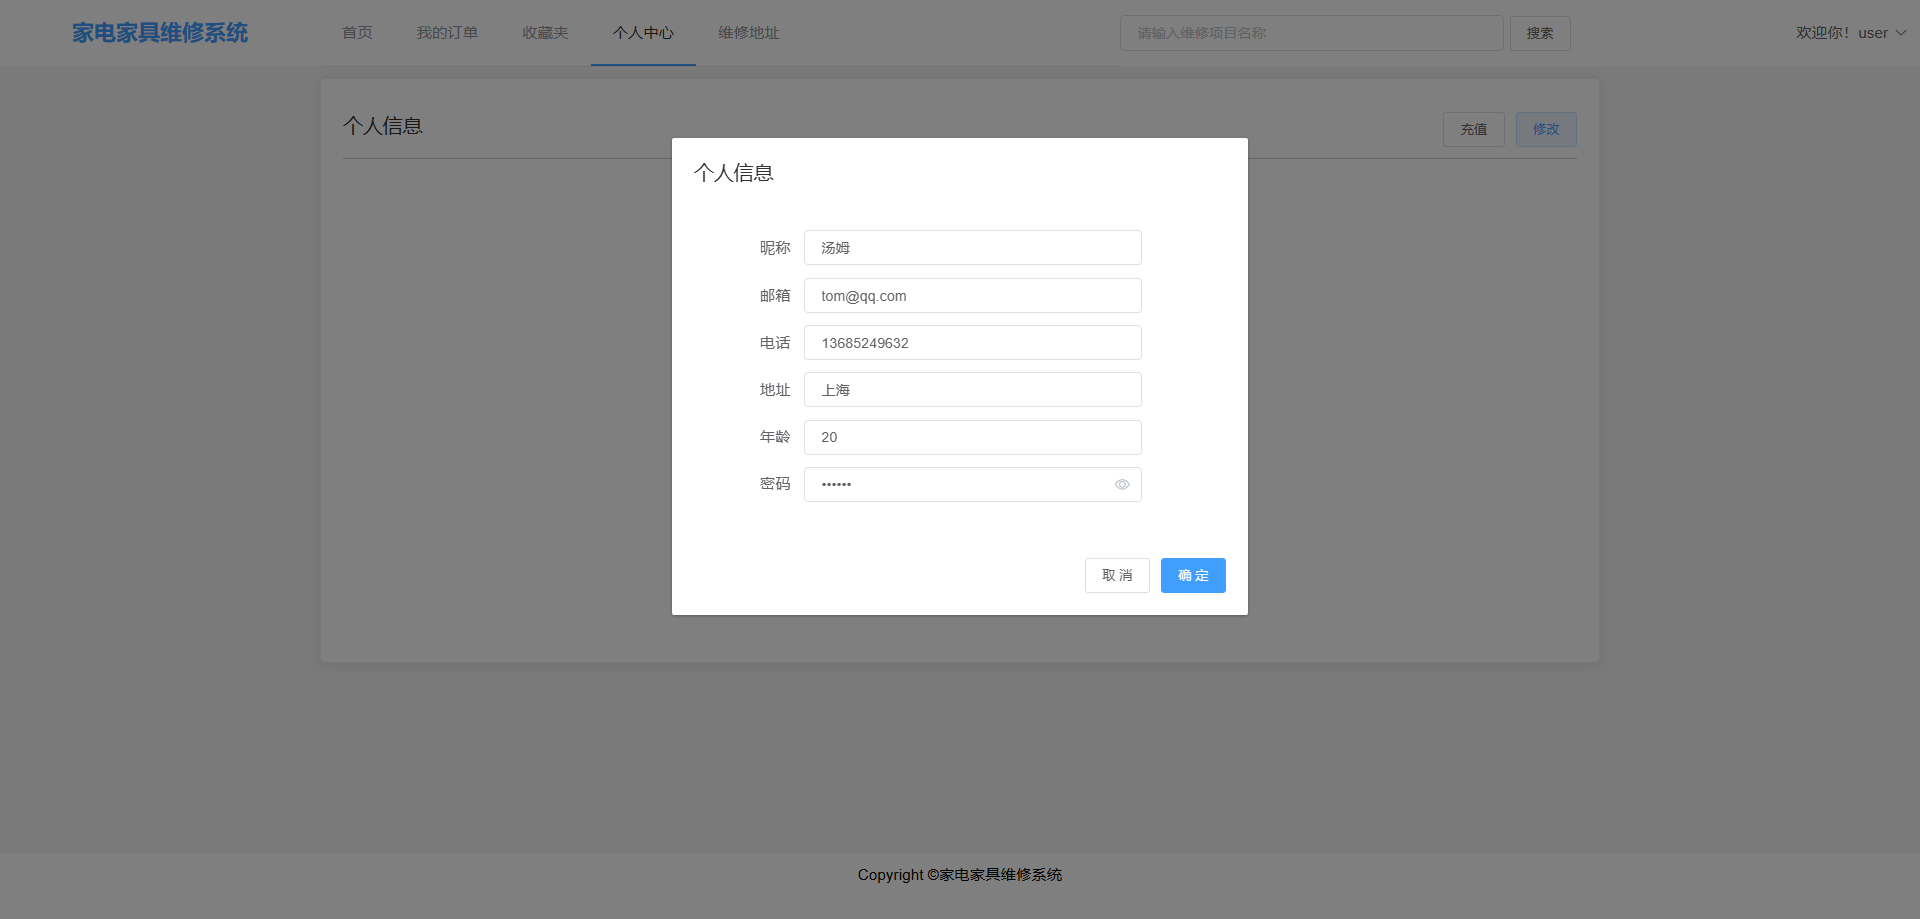 家电家具维修系统
首页 我的订单 收藏夹 个人中心 维修地址
请输入维修项目名称 搜索
欢迎你！user
个人信息
充值 修改
个人信息
昵称 汤姆
邮箱 tom@qq.com
电话 13685249632
地址 上海
年龄 20
密码 ••••••
取 消 确 定
Copyright ©家电家具维修系统